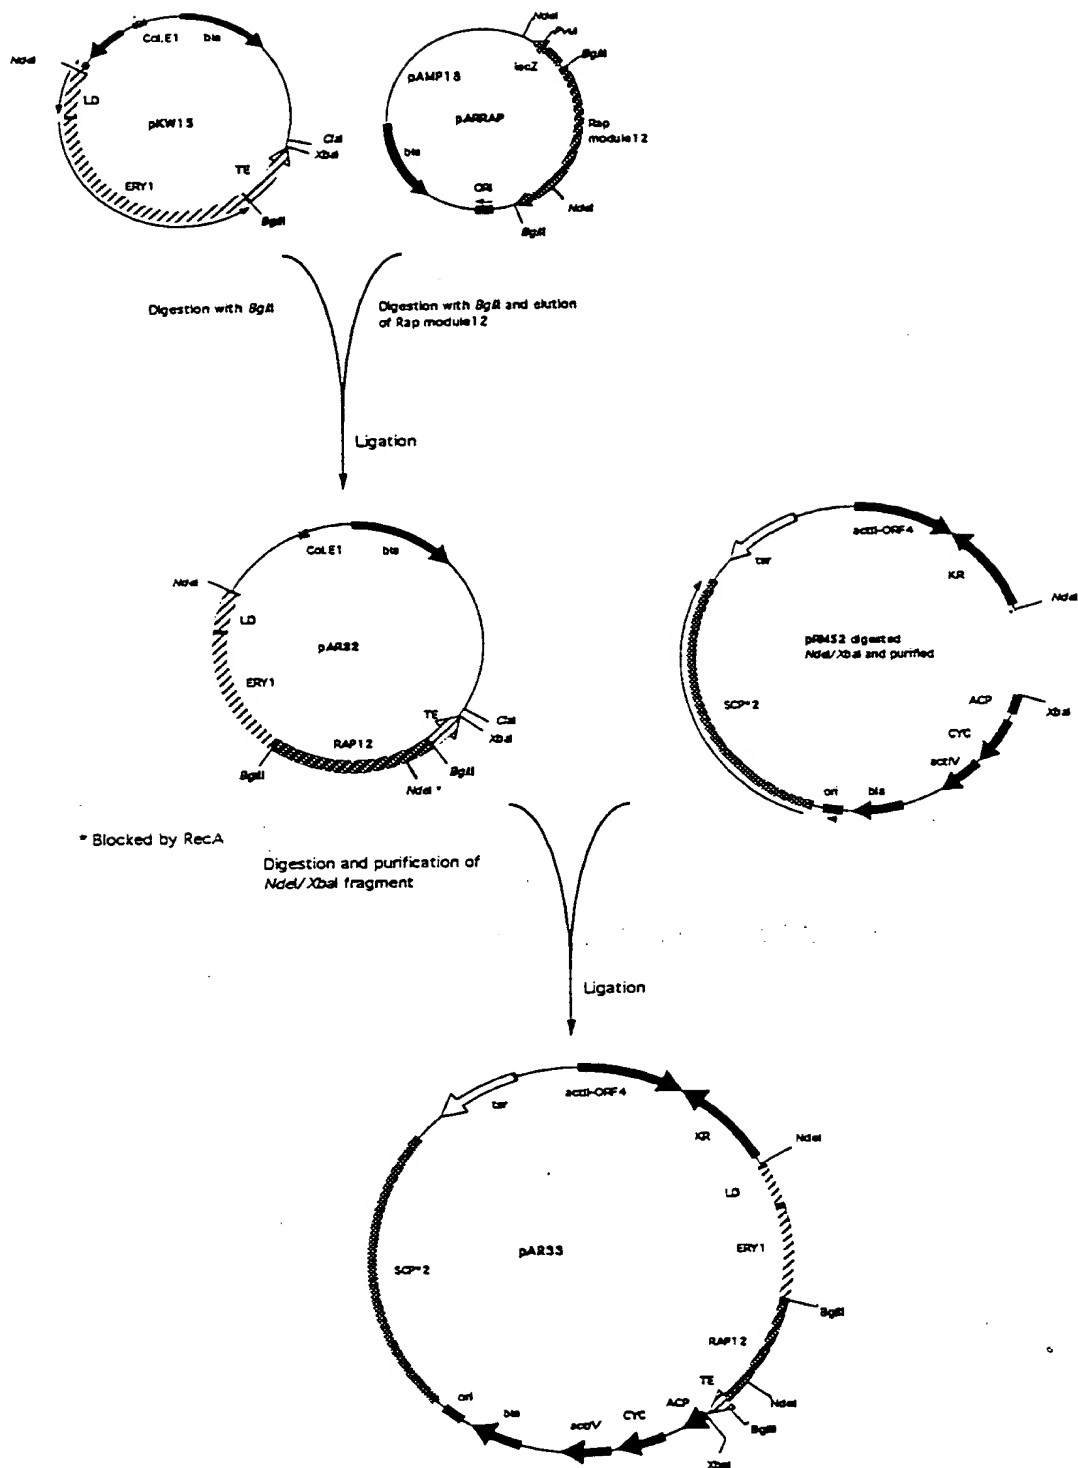 ColE1
bla
NdeI
LD
pKW15
ClaI
XbaI
TE
ERY1
BglII
NdeI
PvuI
lacZ
BglII
pARRAP
Rap
module12
bla
ORI
NdeI
BglII
Digestion with BglII
Digestion with BglII and elution
of Rap module12
Ligation
ColE1
bla
NdeI
LD
pAR32
ERY1
TE
ClaI
XbaI
RAP12
BglII
BglII
NdeI *
actII-ORF4
tsr
KR
NdeI
pRMS2 digested
NdeI/XbaI and purified
SCP*2
ACP
XbaI
CYC
actIV
ori
bla
* Blocked by RecA
Digestion and purification of
NdeI/XbaI fragment
Ligation
actII-ORF4
tsr
KR
NdeI
LD
pAR33
ERY1
SCP*2
BglII
RAP12
TE
NdeI
ACP
BglII
ori
bla
actIV
CYC
XbaI